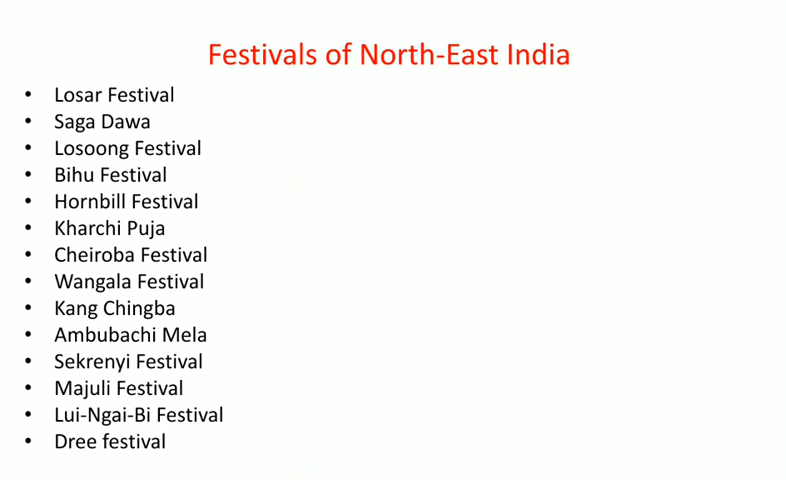 Festivals of North-East India
• Losar Festival
• Saga Dawa
• Losoong Festival
• Bihu Festival
• Hornbill Festival
• Kharchi Puja
• Cheiroba Festival
• Wangala Festival
• Kang Chingba
• Ambubachi Mela
• Sekrenyi Festival
• Majuli Festival
• Lui-Ngai-Bi Festival
• Dree festival